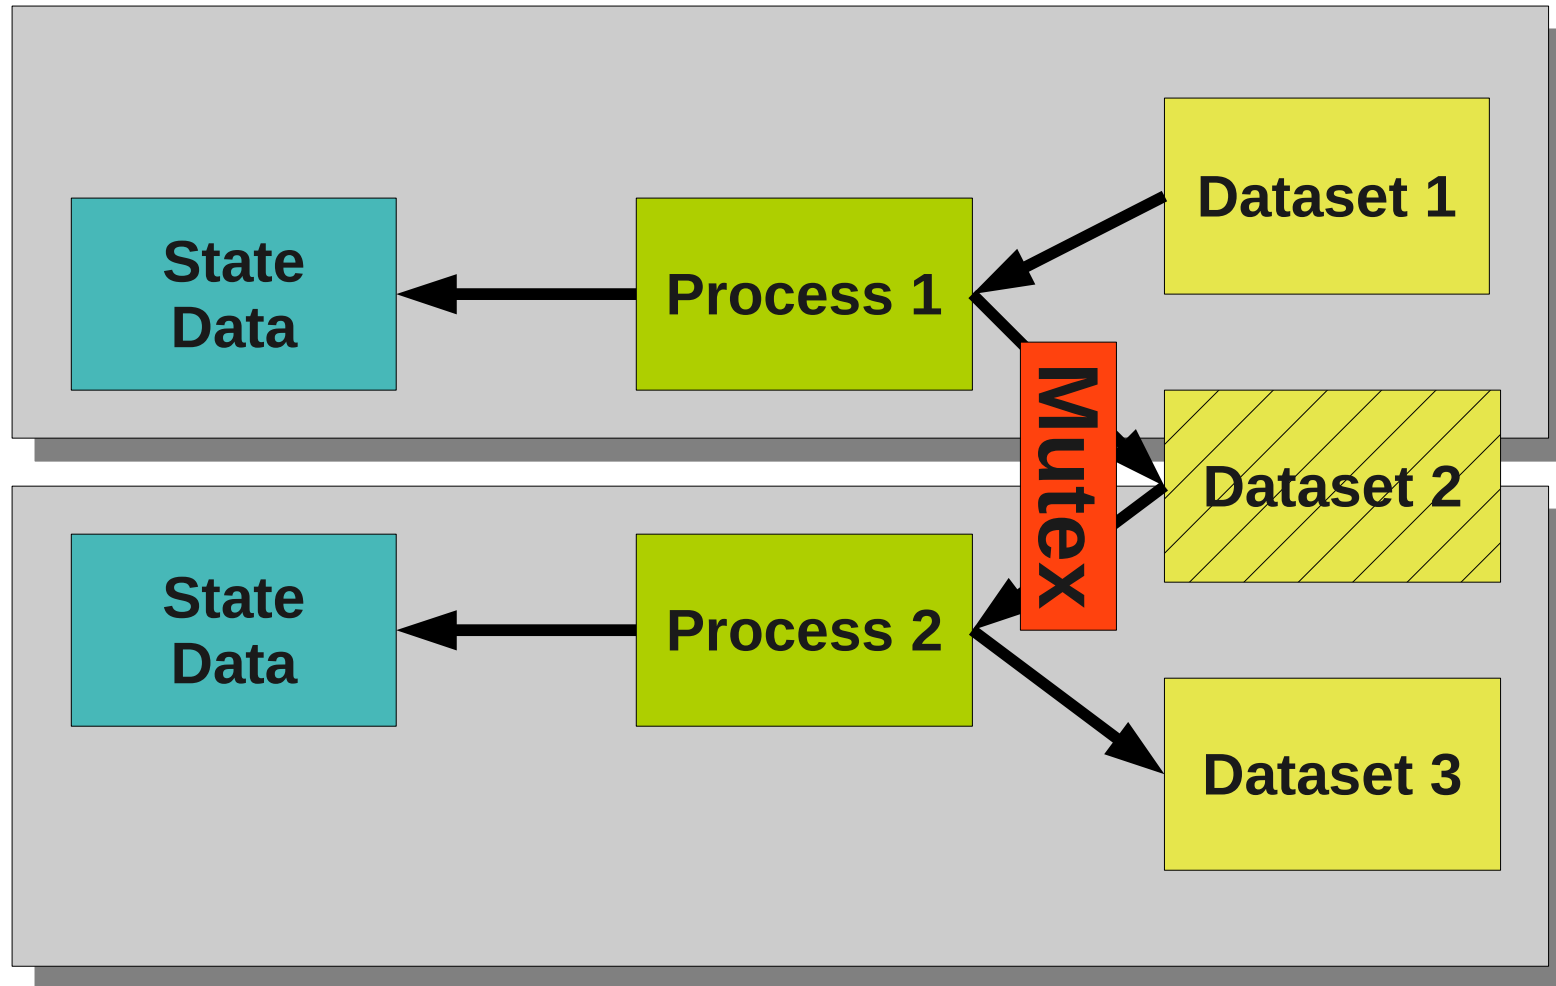 Dataset 1
State
Data
Process 1
Mutex
Dataset 2
State
Data
Process 2
Dataset 3